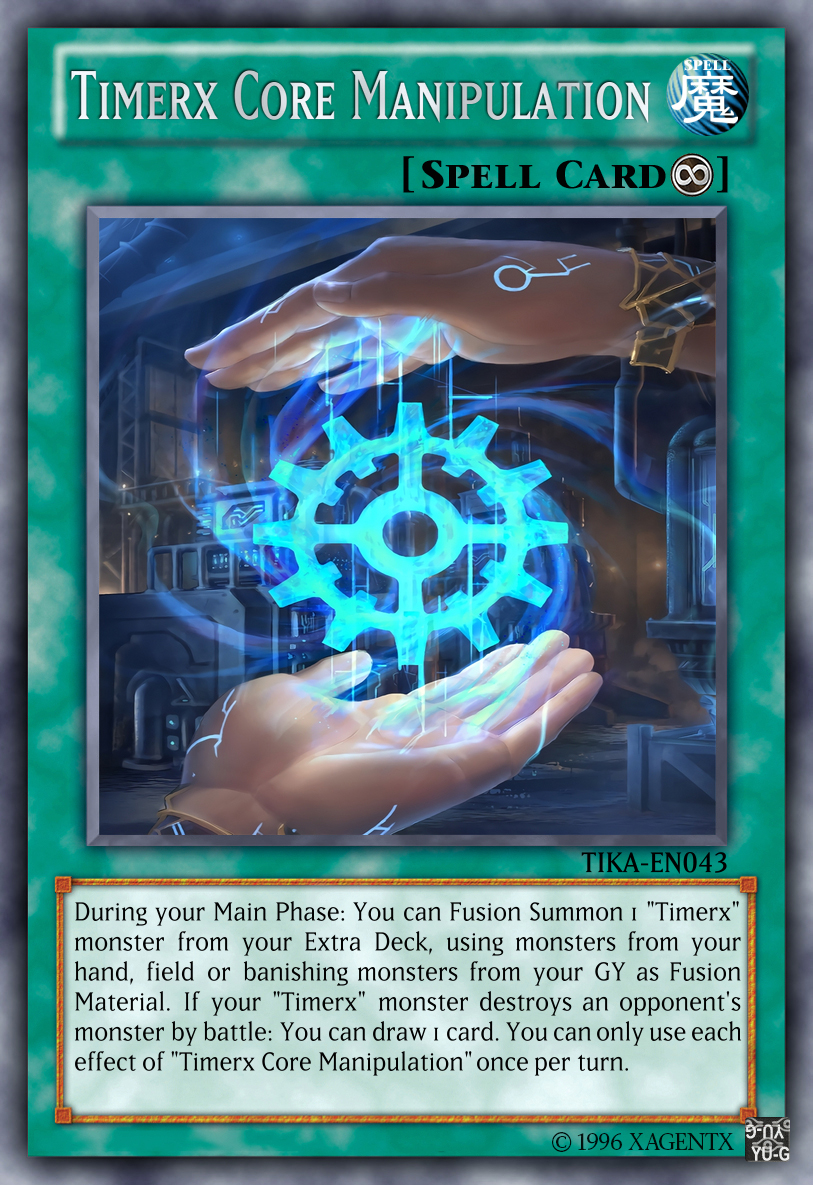 TIMERX CORE MANIPULATION
SPELL
魔
[SPELL CARD∞]
TIKA-EN043
During your Main Phase: You can Fusion Summon 1 "Timerx"
monster from your Extra Deck, using monsters from your
hand, field or banishing monsters from your GY as Fusion
Material. If your "Timerx" monster destroys an opponent's
monster by battle: You can draw 1 card. You can only use each
effect of "Timerx Core Manipulation" once per turn.
© 1996 XAGENTX
YU-G